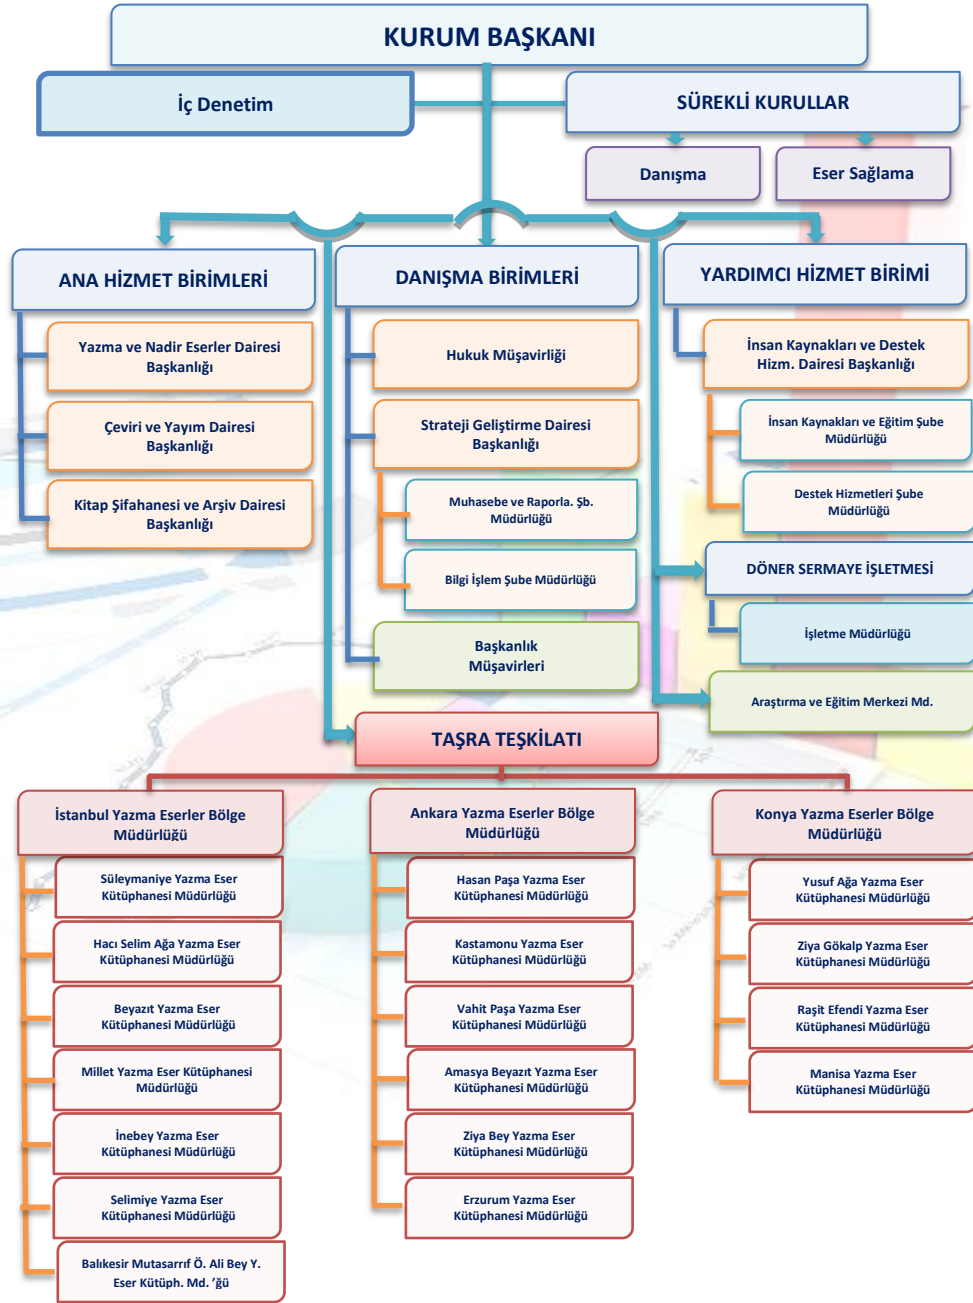 KURUM BAŞKANI
İç Denetim
SÜREKLİ KURULLAR
Danışma
Eser Sağlama
ANA HİZMET BİRİMLERİ
Yazma ve Nadir Eserler Dairesi
Başkanlığı
Çeviri ve Yayım Dairesi
Başkanlığı
Kitap Şifahanesi ve Arşiv Dairesi
Başkanlığı
DANIŞMA BİRİMLERİ
Hukuk Müşavirliği
Strateji Geliştirme Dairesi
Başkanlığı
Muhasebe ve Raporla. Şb.
Müdürlüğü
Bilgi İşlem Şube Müdürlüğü
Başkanlık
Müşavirleri
YARDIMCI HİZMET BİRİMİ
İnsan Kaynakları ve Destek
Hizm. Dairesi Başkanlığı
İnsan Kaynakları ve Eğitim Şube
Müdürlüğü
Destek Hizmetleri Şube
Müdürlüğü
DÖNER SERMAYE İŞLETMESİ
İşletme Müdürlüğü
Araştırma ve Eğitim Merkezi Md.
TAŞRA TEŞKİLATI
İstanbul Yazma Eserler Bölge
Müdürlüğü
Süleymaniye Yazma Eser
Kütüphanesi Müdürlüğü
Hacı Selim Ağa Yazma Eser
Kütüphanesi Müdürlüğü
Beyazıt Yazma Eser
Kütüphanesi Müdürlüğü
Millet Yazma Eser Kütüphanesi
Müdürlüğü
İnebey Yazma Eser
Kütüphanesi Müdürlüğü
Selimiye Yazma Eser
Kütüphanesi Müdürlüğü
Balıkesir Mutasarrıf Ö. Ali Bey Y.
Eser Kütüph. Md. 'ğü
Ankara Yazma Eserler Bölge
Müdürlüğü
Hasan Paşa Yazma Eser
Kütüphanesi Müdürlüğü
Kastamonu Yazma Eser
Kütüphanesi Müdürlüğü
Vahit Paşa Yazma Eser
Kütüphanesi Müdürlüğü
Amasya Beyazıt Yazma Eser
Kütüphanesi Müdürlüğü
Ziya Bey Yazma Eser
Kütüphanesi Müdürlüğü
Erzurum Yazma Eser
Kütüphanesi Müdürlüğü
Konya Yazma Eserler Bölge
Müdürlüğü
Yusuf Ağa Yazma Eser
Kütüphanesi Müdürlüğü
Ziya Gökalp Yazma Eser
Kütüphanesi Müdürlüğü
Raşit Efendi Yazma Eser
Kütüphanesi Müdürlüğü
Manisa Yazma Eser
Kütüphanesi Müdürlüğü